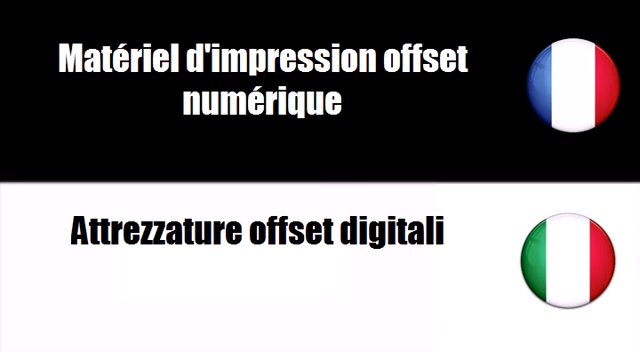 Matériel d'impression offset
numérique
Attrezzature offset digitali